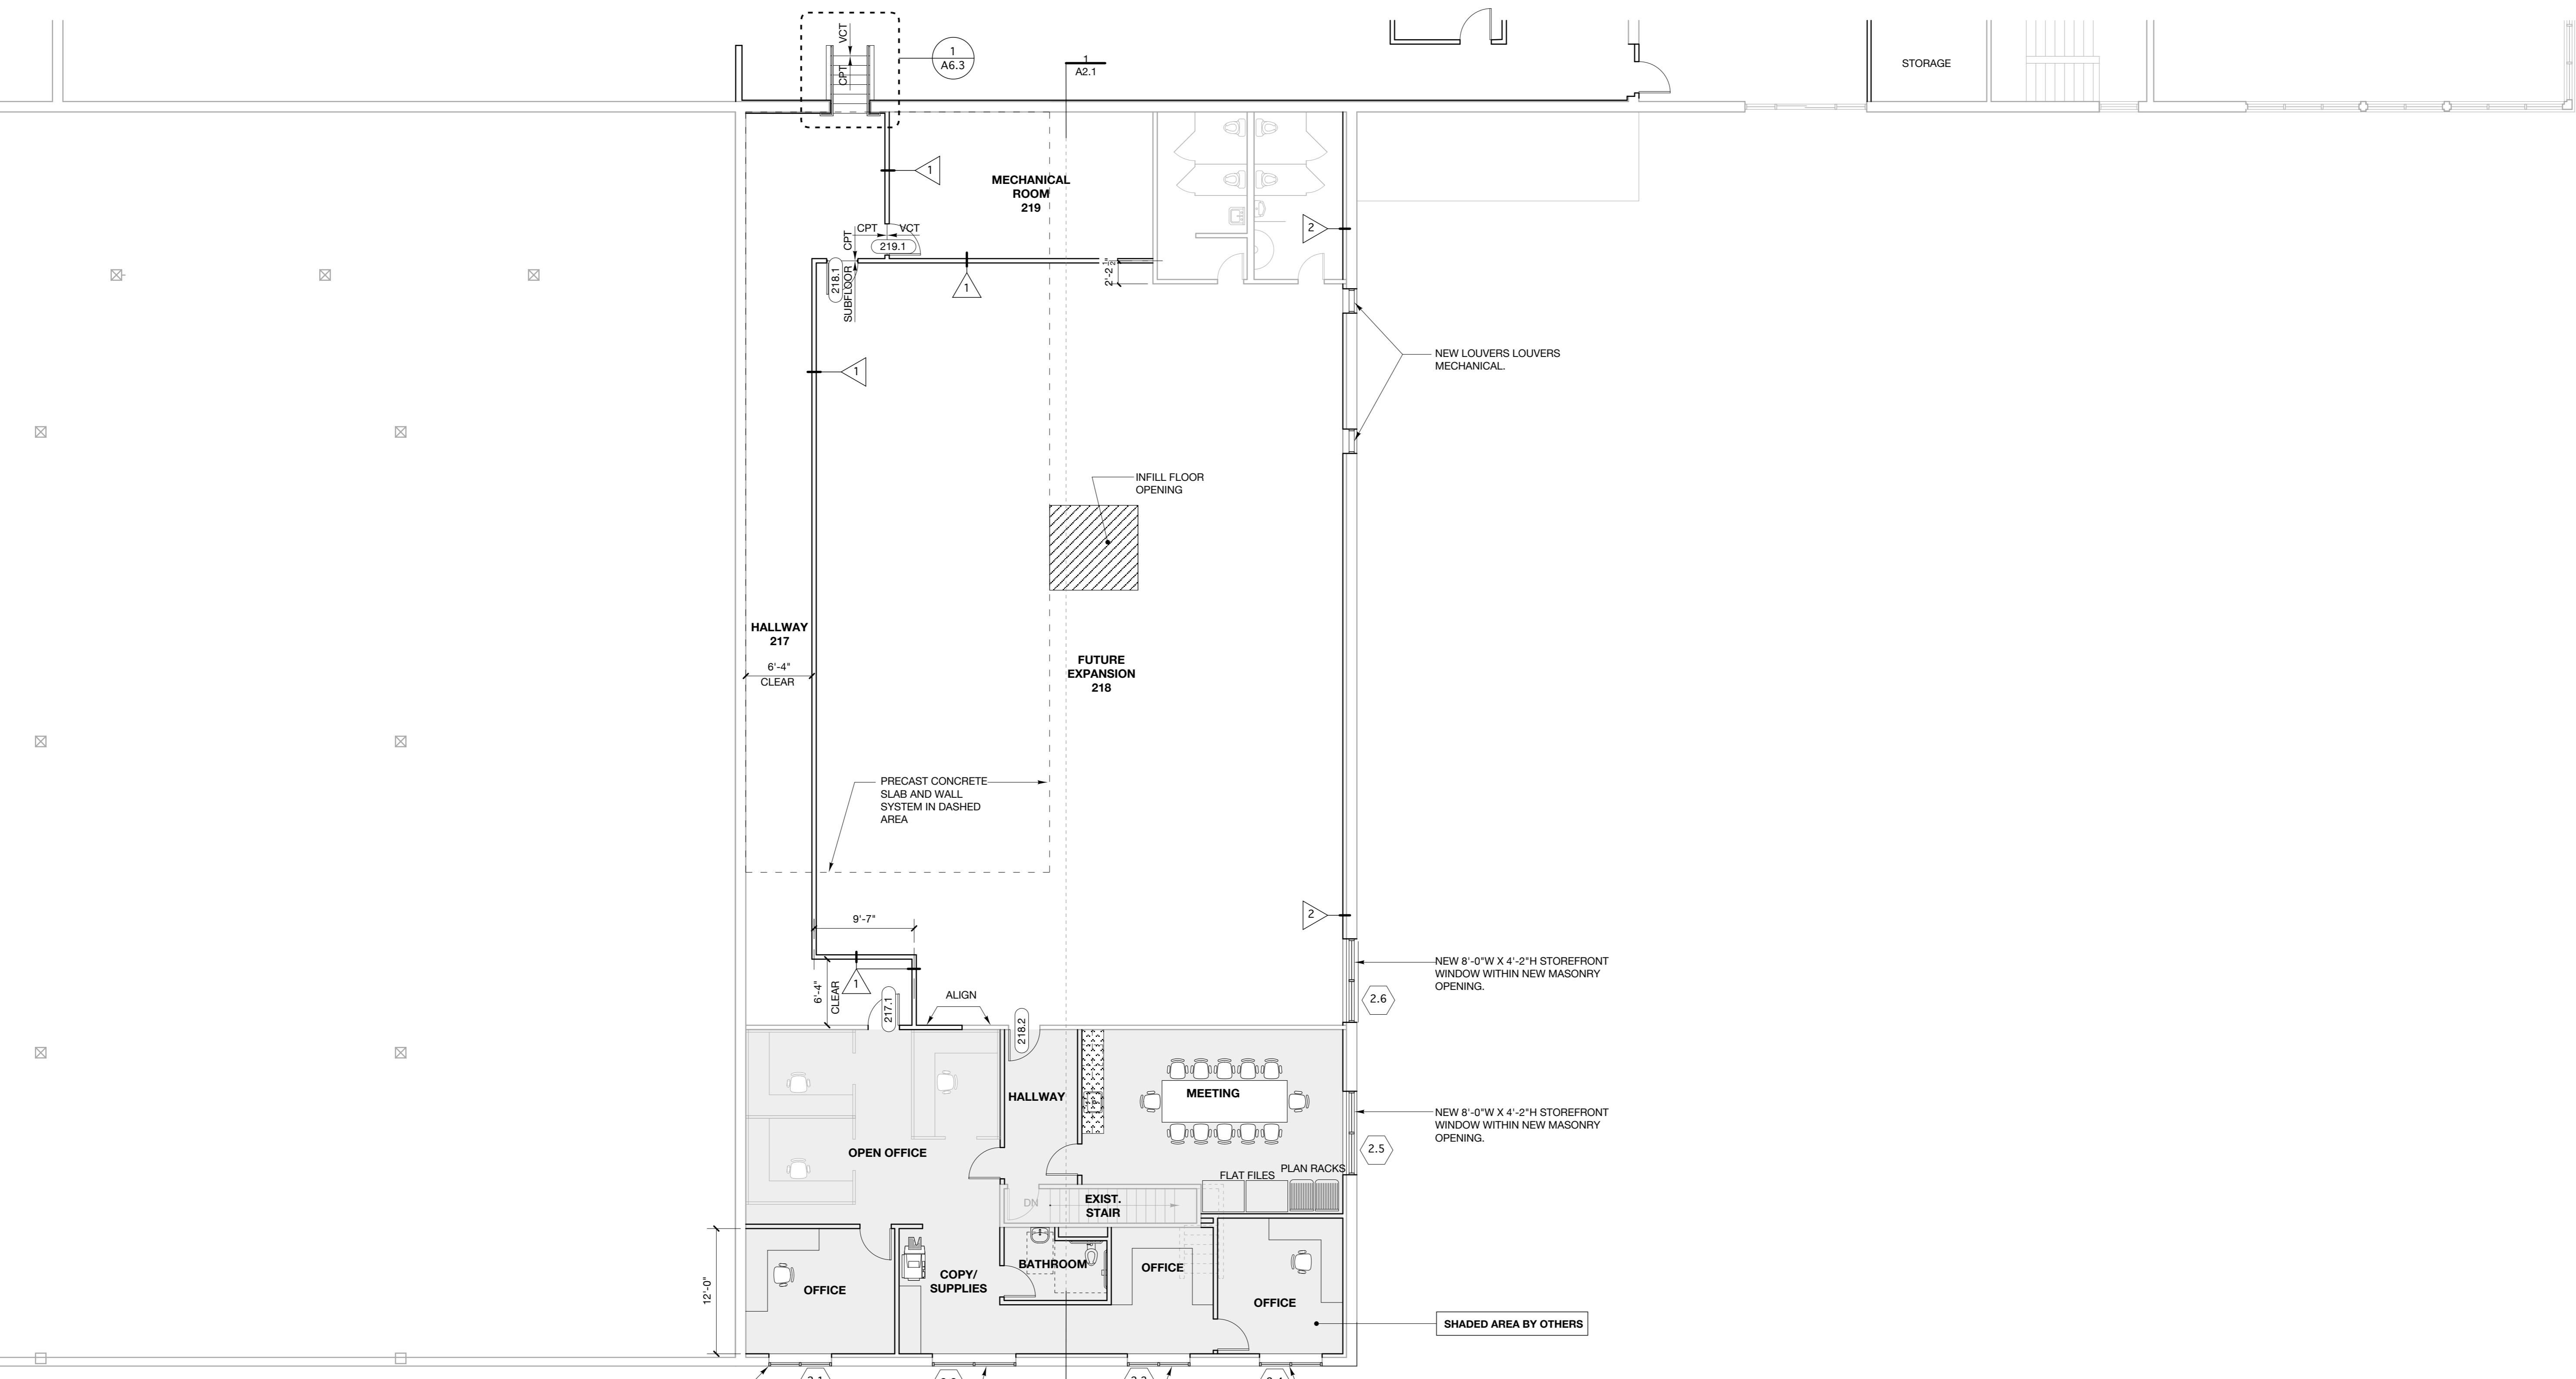 VCT
CPT
1
A6.3
1
A2.1
STORAGE
1
MECHANICAL
ROOM
219
2
CPT
VCT
219.1
CPT
SUBFLOOR
218.1
1
2'-2 1/2"
1
NEW LOUVERS LOUVERS
MECHANICAL.
INFILL FLOOR
OPENING
HALLWAY
217
6'-4"
CLEAR
FUTURE
EXPANSION
218
PRECAST CONCRETE
SLAB AND WALL
SYSTEM IN DASHED
AREA
9'-7"
2
NEW 8'-0"W X 4'-2"H STOREFRONT
WINDOW WITHIN NEW MASONRY
OPENING.
2.6
6'-4"
CLEAR
1
217.1
ALIGN
218.2
HALLWAY
MEETING
NEW 8'-0"W X 4'-2"H STOREFRONT
WINDOW WITHIN NEW MASONRY
OPENING.
2.5
OPEN OFFICE
FLAT FILES
PLAN RACKS
DN
EXIST.
STAIR
12'-0"
OFFICE
COPY/
SUPPLIES
BATHROOM
OFFICE
OFFICE
SHADED AREA BY OTHERS